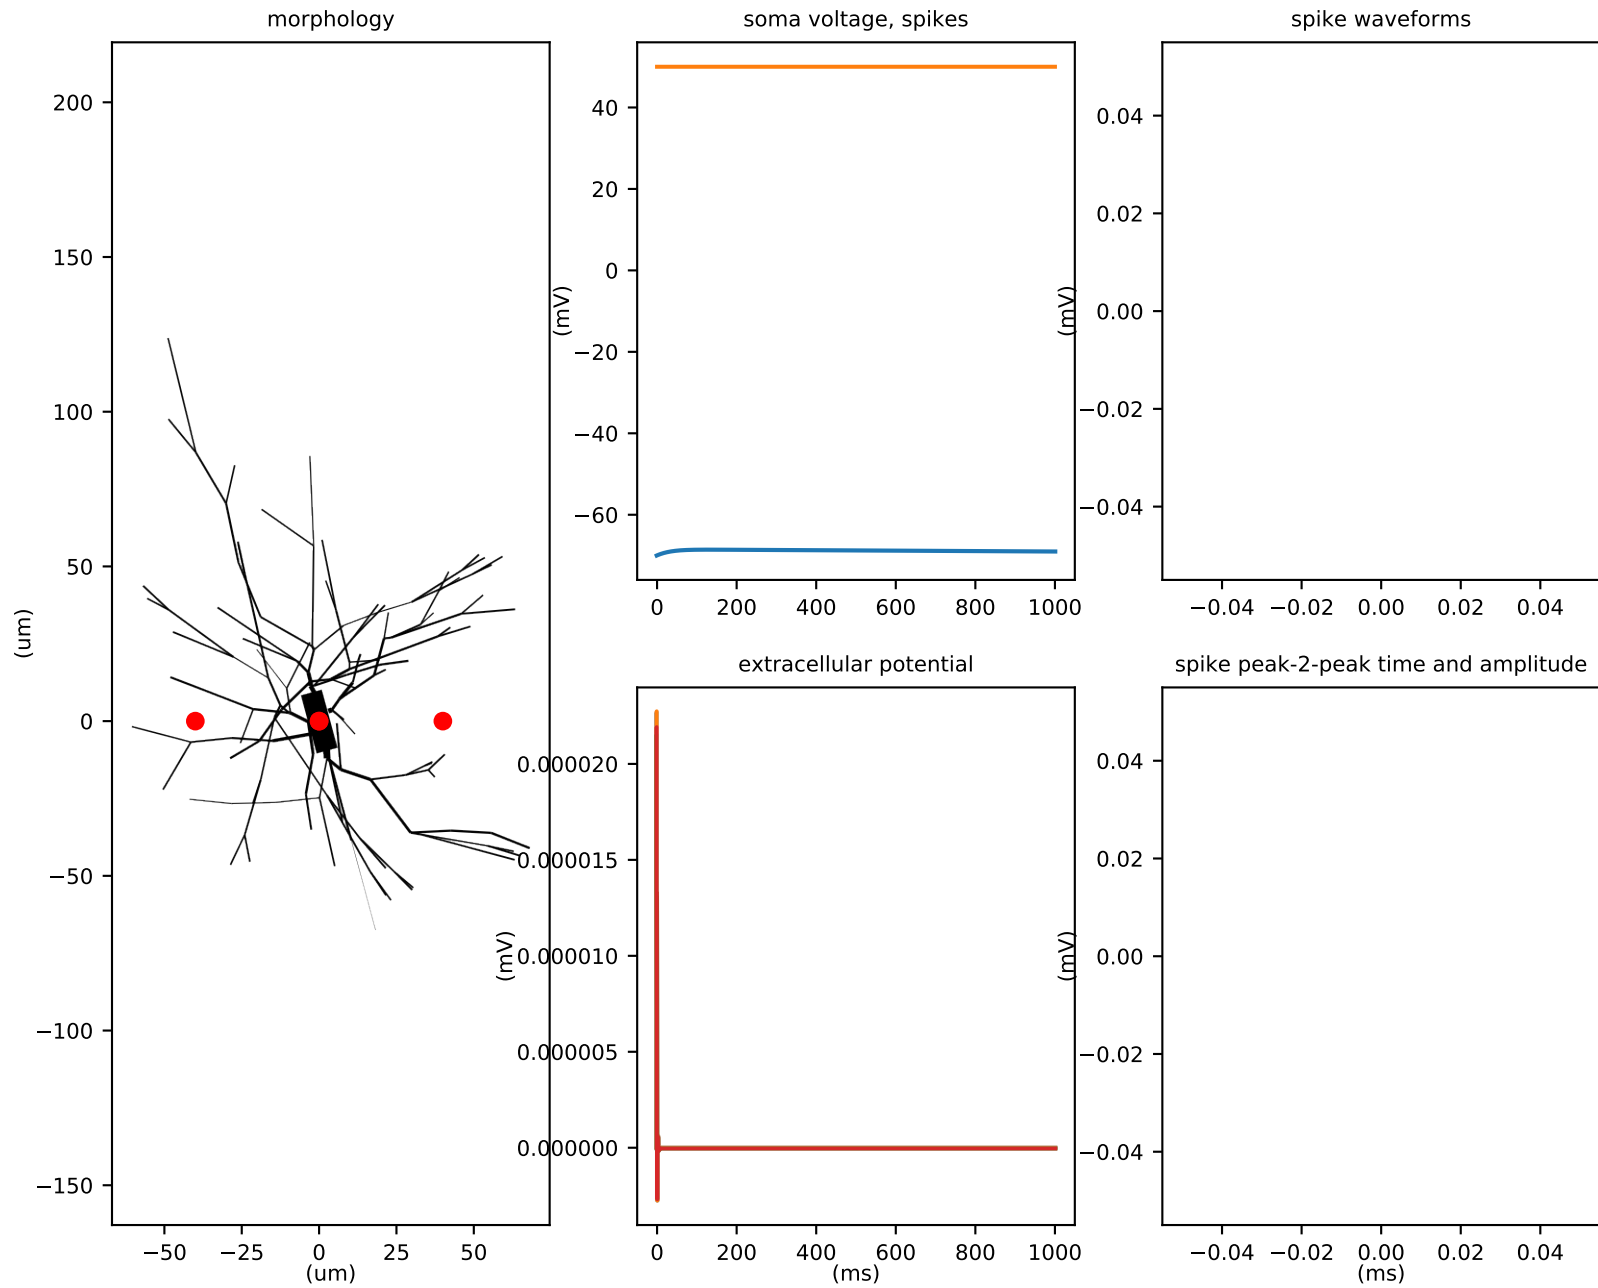 morphology
200
150
100
50
0
−50
−100
−150
(um)
−50 −25 0 25 50
(um)
soma voltage, spikes
40
20
0
−20
−40
−60
(mV)
0 200 400 600 800 1000
spike waveforms
0.04
0.02
0.00
−0.02
−0.04
(mV)
−0.04 −0.02 0.00 0.02 0.04
extracellular potential
0.000020
0.000015
0.000010
0.000005
0.000000
(mV)
0 200 400 600 800 1000
(ms)
spike peak-2-peak time and amplitude
0.04
0.02
0.00
−0.02
−0.04
(mV)
−0.04 −0.02 0.00 0.02 0.04
(ms)